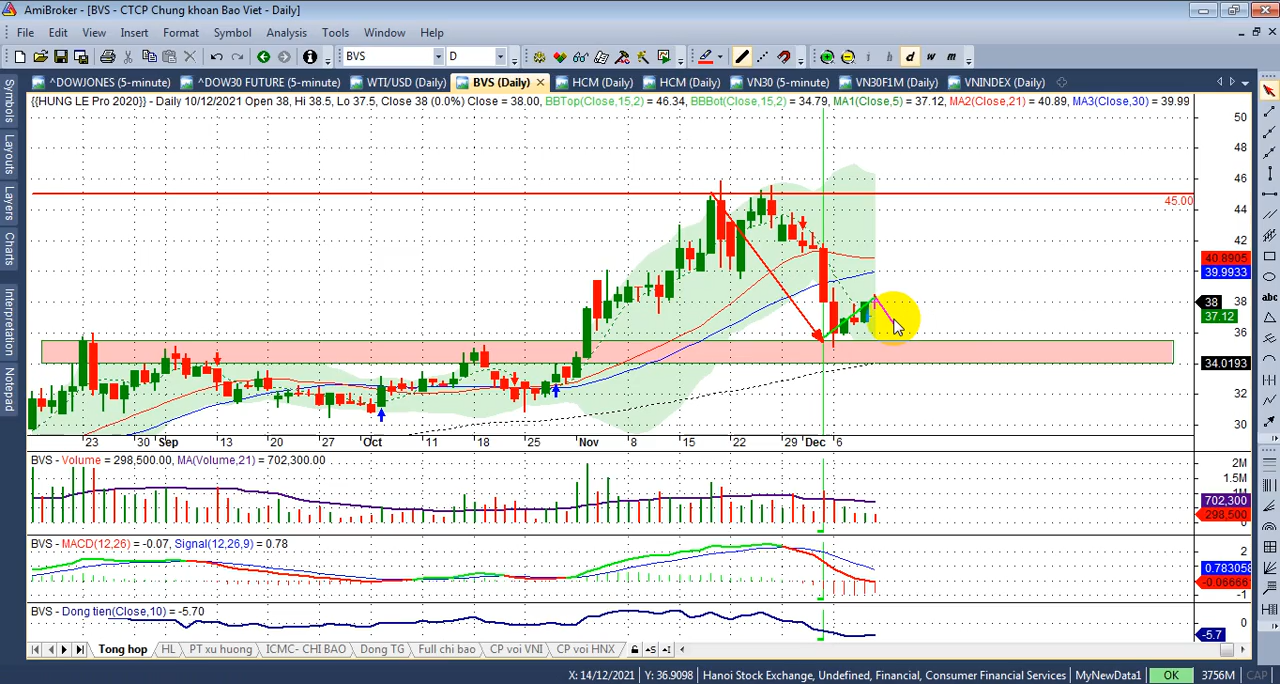 AmiBroker - [BVS - CTCP Chung khoan Bao Viet - Daily]
File Edit View Insert Format Symbol Analysis Tools Window Help
BVS D i h d w m
^DOWJONES (5-minute) ^DOW30 FUTURE (5-minute) WTI/USD (Daily) BVS (Daily) HCM (Daily) HCM (Daily) VN30 (5-minute) VN30F1M (Daily) VNINDEX (Daily)
Symbols
Layouts
Layers
Charts
Interpretation
Notepad
abc
{{HUNG LE Pro 2020}} - Daily 10/12/2021 Open 38, Hi 38.5, Lo 37.5, Close 38 (0.0%) Close = 38.00, BBTop(Close,15,2) = 46.34, BBBot(Close,15,2) = 34.79, MA1(Close,5) = 37.12, MA2(Close,21) = 40.89, MA3(Close,30) = 39.99
50
48
46
45.00
44
42
40.8905
39.9933
38
38
37.12
36
34.0193
32
30
23 30 Sep 13 20 27 Oct 11 18 25 Nov 8 15 22 29 Dec 6
BVS - Volume = 298,500.00, MA(Volume,21) = 702,300.00
2M
1.5M
702,300
298,500
0
BVS - MACD(12,26) = -0.07, Signal(12,26,9) = 0.78
2
0.783058
-0.06666
-1
BVS - Dong tien(Close,10) = -5.70
0
-5.7
Tong hop HL PT xu huong ICMC- CHI BAO Dong TG Full chi bao CP voi VNI CP voi HNX
X: 14/12/2021 Y: 36.9098 Hanoi Stock Exchange, Undefined, Financial, Consumer Financial Services MyNewData1 OK 3756M CAP